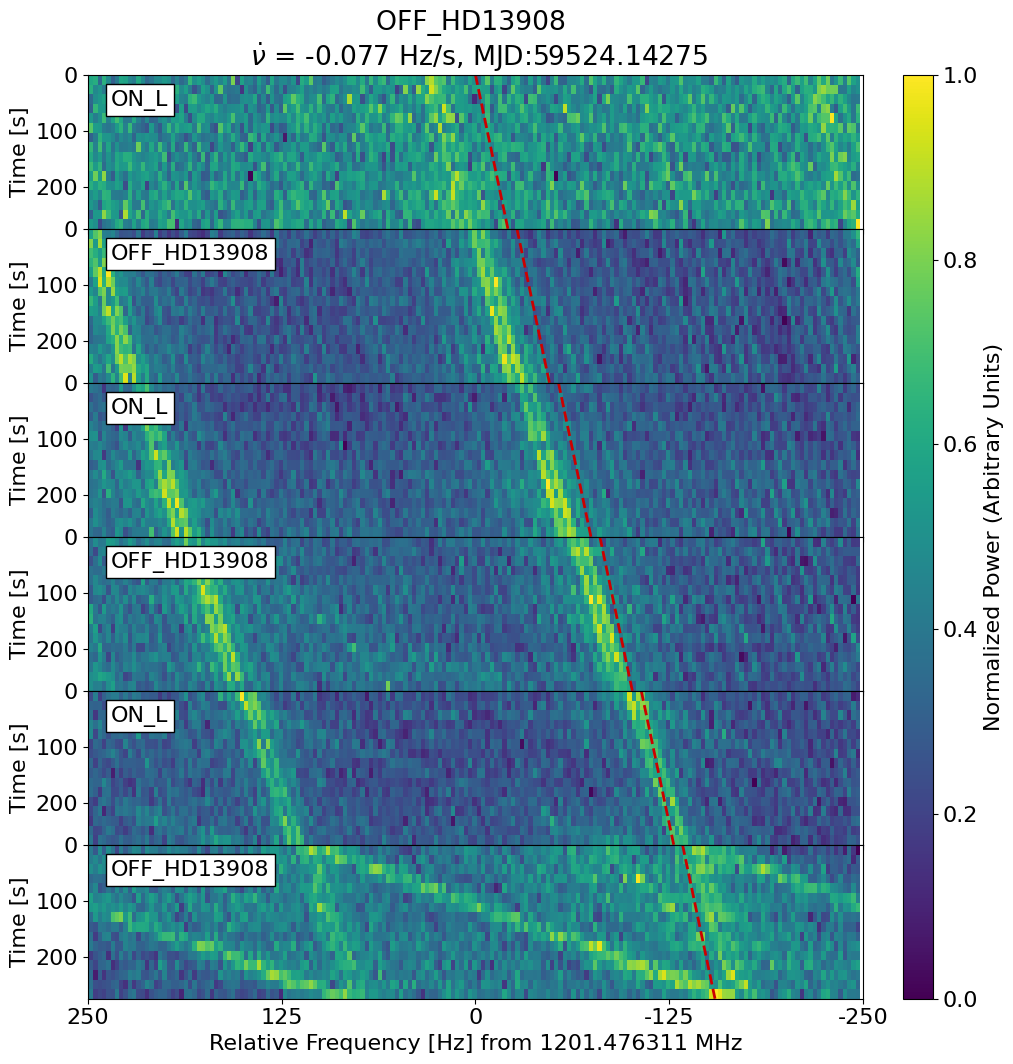 OFF_HD13908
ν̇ = -0.077 Hz/s, MJD:59524.14275
ON_L
OFF_HD13908
ON_L
OFF_HD13908
ON_L
OFF_HD13908
0
100
200
0
100
200
0
100
200
0
100
200
0
100
200
0
100
200
Time [s]
Time [s]
Time [s]
Time [s]
Time [s]
Time [s]
250 125 0 -125 -250
Relative Frequency [Hz] from 1201.476311 MHz
1.0
0.8
0.6
0.4
0.2
0.0
Normalized Power (Arbitrary Units)